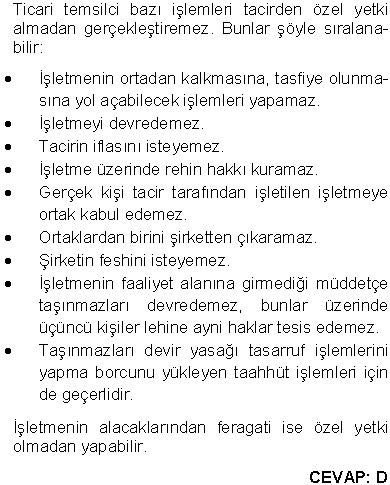 Ticari temsilci bazı işlemleri tacirden özel yetki
almadan gerçekleştiremez. Bunlar şöyle sıralana-
bilir:
• İşletmenin ortadan kalkmasına, tasfiye olunma-
sına yol açabilecek işlemleri yapamaz.
• İşletmeyi devredemez.
• Tacirin iflasını isteyemez.
• İşletme üzerinde rehin hakkı kuramaz.
• Gerçek kişi tacir tarafından işletilen işletmeye
ortak kabul edemez.
• Ortaklardan birini şirketten çıkaramaz.
• Şirketin feshini isteyemez.
• İşletmenin faaliyet alanına girmediği müddetçe
taşınmazları devredemez, bunlar üzerinde
üçüncü kişiler lehine ayni haklar tesis edemez.
• Taşınmazları devir yasağı tasarruf işlemlerini
yapma borcunu yükleyen taahhüt işlemleri için
de geçerlidir.
İşletmenin alacaklarından feragati ise özel yetki
olmadan yapabilir.
CEVAP: D